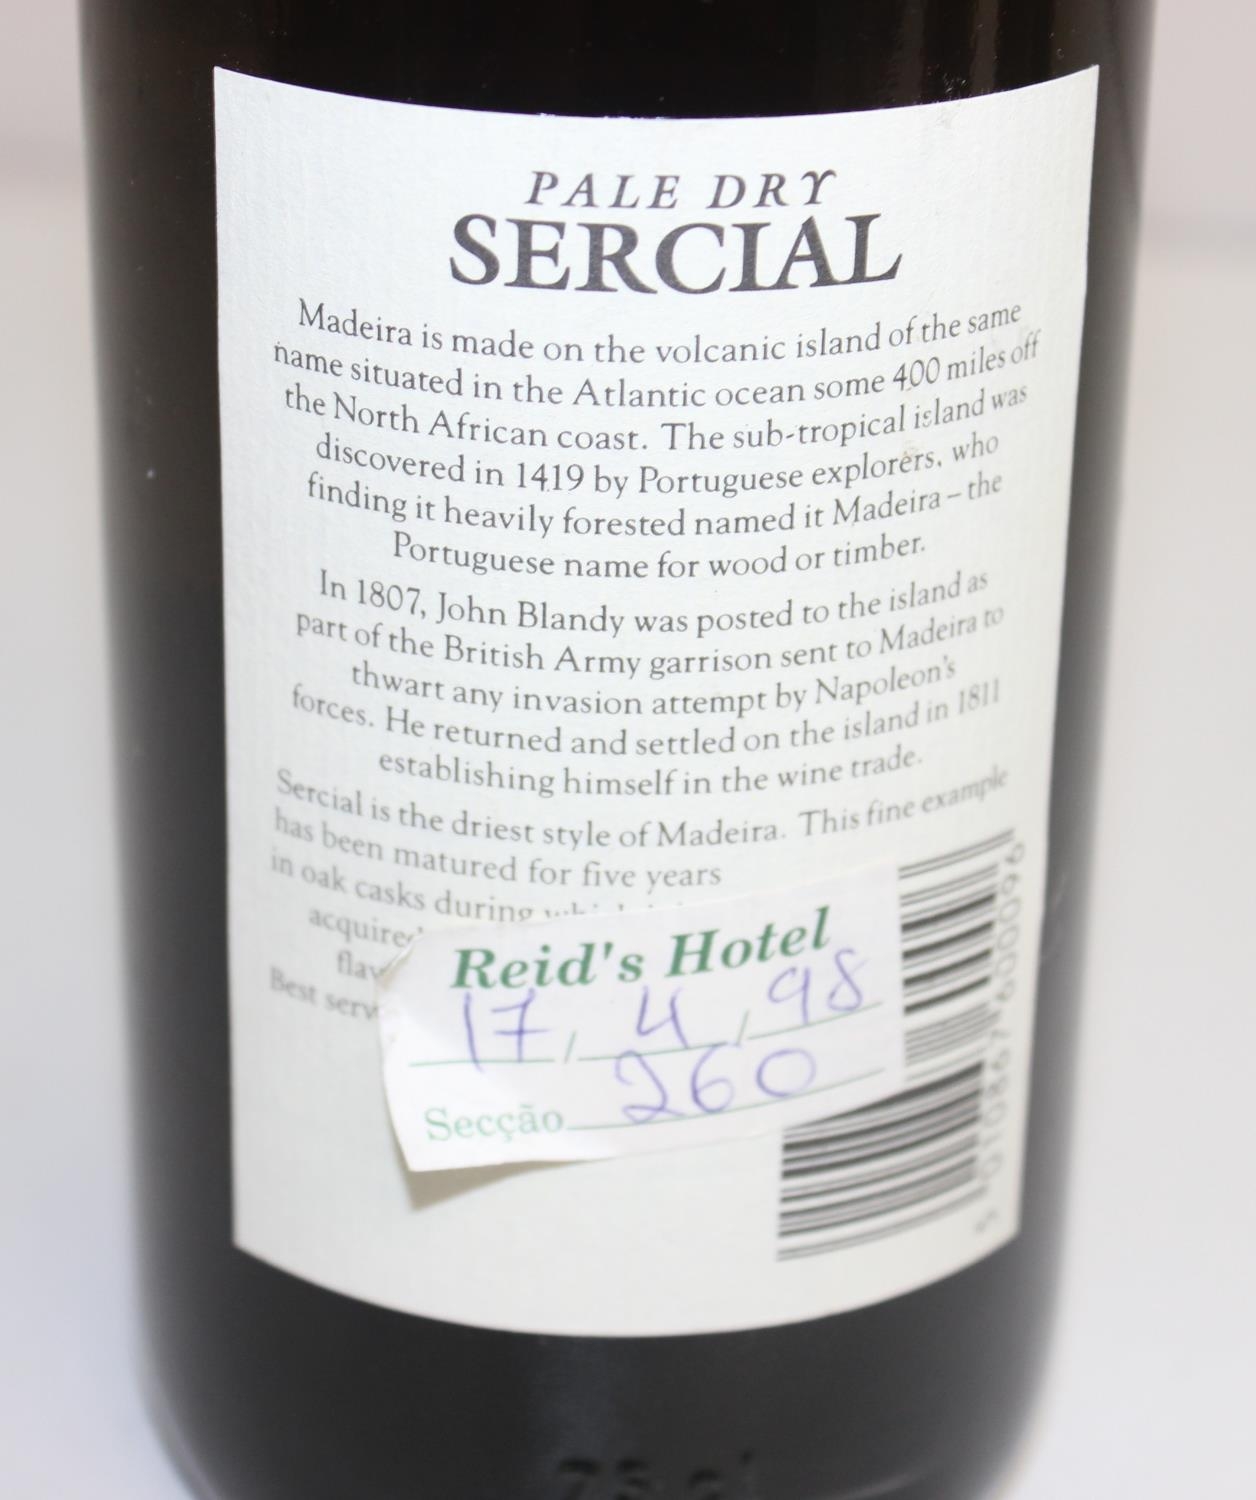 PALE DRY
SERCIAL
Madeira is made on the volcanic island of the same
name situated in the Atlantic ocean some 400 miles off
the North African coast. The sub-tropical island was
discovered in 1419 by Portuguese explorers, who
finding it heavily forested named it Madeira – the
Portuguese name for wood or timber.
In 1807, John Blandy was posted to the island as
part of the British Army garrison sent to Madeira to
thwart any invasion attempt by Napoleon's
forces. He returned and settled on the island in 1811
establishing himself in the wine trade.
Sercial is the driest style of Madeira. This fine example
has been matured for five years
in oak casks during
acquired
Best
Reid's Hotel
17 / 4 / 98
Secção 260
5 010867 600096